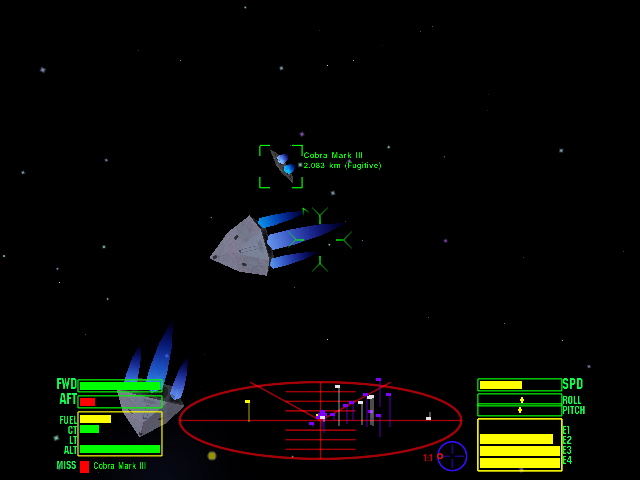 Cobra Mark III
2.083 km (Fugitive)
FWD
AFT
FUEL
CT
LT
ALT
MISS Cobra Mark III
SPD
ROLL
PITCH
E1
E2
E3
E4
1:1